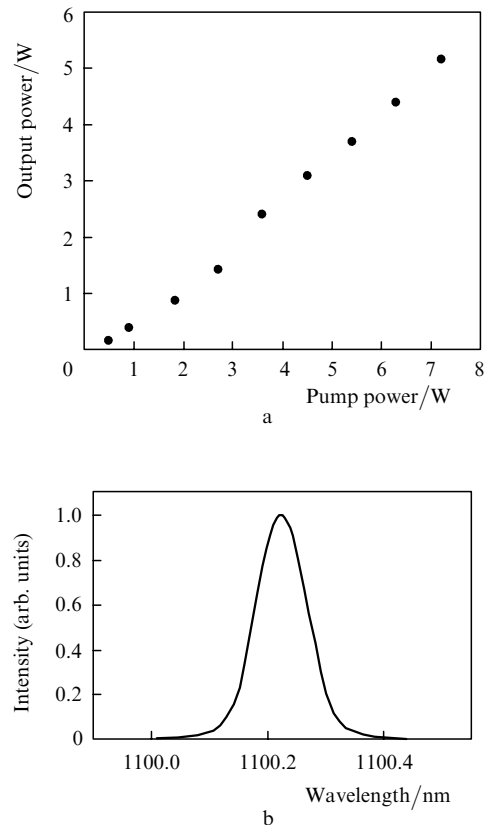 Output power/W
6
5
4
3
2
1
0
1 2 3 4 5 6 7 8
Pump power/W
a
Intensity (arb. units)
1.0
0.8
0.6
0.4
0.2
0
1100.0 1100.2 1100.4
Wavelength/nm
b